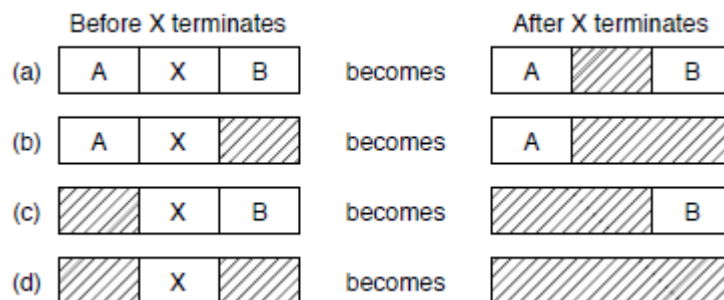 Before X terminates After X terminates
(a) A X B becomes A B
(b) A X becomes A
(c) X B becomes B
(d) X becomes